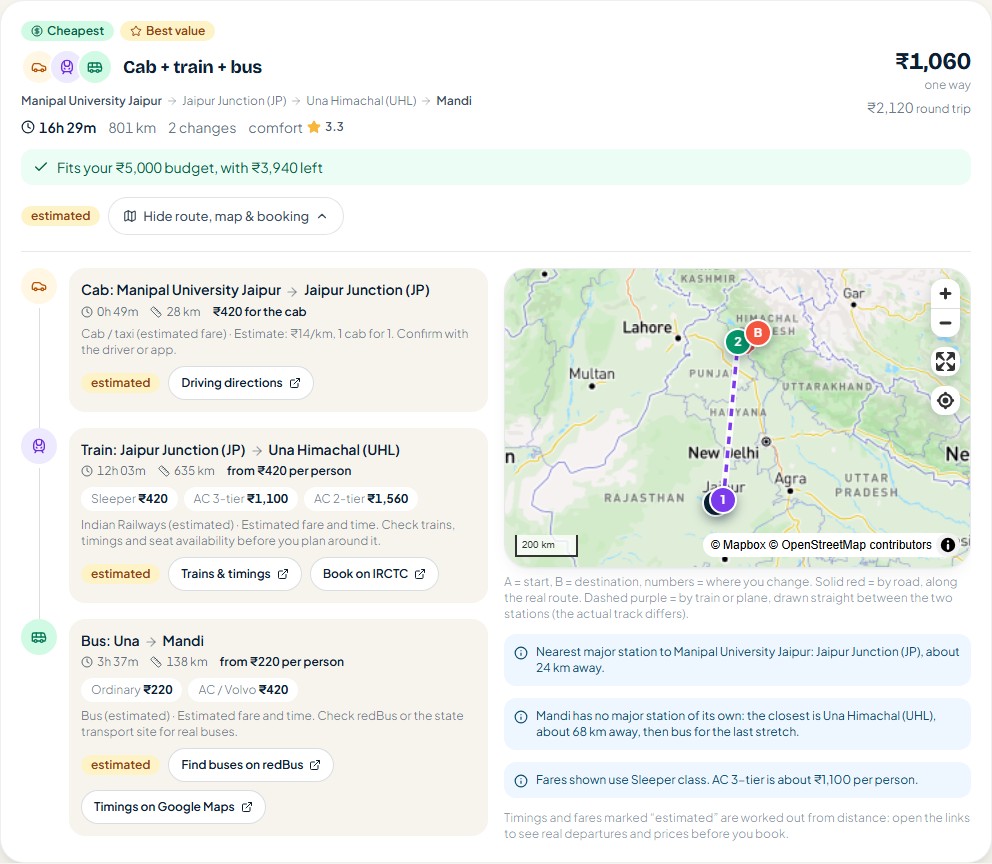 Cheapest
Best value
Cab + train + bus
₹1,060
one way
₹2,120 round trip
Manipal University Jaipur → Jaipur Junction (JP) → Una Himachal (UHL) → Mandi
16h 29m 801 km 2 changes comfort 3.3
Fits your ₹5,000 budget, with ₹3,940 left
estimated
Hide route, map & booking
Cab: Manipal University Jaipur → Jaipur Junction (JP)
0h 49m 28 km ₹420 for the cab
Cab / taxi (estimated fare) · Estimate: ₹14/km, 1 cab for 1. Confirm with
the driver or app.
estimated
Driving directions
Train: Jaipur Junction (JP) → Una Himachal (UHL)
12h 03m 635 km from ₹420 per person
Sleeper ₹420 AC 3-tier ₹1,100 AC 2-tier ₹1,560
Indian Railways (estimated) · Estimated fare and time. Check trains,
timings and seat availability before you plan around it.
estimated
Trains & timings
Book on IRCTC
Bus: Una → Mandi
3h 37m 138 km from ₹220 per person
Ordinary ₹220 AC / Volvo ₹420
Bus (estimated) · Estimated fare and time. Check redBus or the state
transport site for real buses.
estimated
Find buses on redBus
Timings on Google Maps
KASHMIR
Gar
Lahore
HIMACHAL
2
B
Multan
UTTARAKHAND
HARYANA
New Delhi
Agra
RAJASTHAN
1
UTTAR
PRADESH
200 km
© Mapbox © OpenStreetMap contributors
A = start, B = destination, numbers = where you change. Solid red = by road, along
the real route. Dashed purple = by train or plane, drawn straight between the two
stations (the actual track differs).
Nearest major station to Manipal University Jaipur: Jaipur Junction (JP), about
24 km away.
Mandi has no major station of its own: the closest is Una Himachal (UHL),
about 68 km away, then bus for the last stretch.
Fares shown use Sleeper class. AC 3-tier is about ₹1,100 per person.
Timings and fares marked "estimated" are worked out from distance: open the links
to see real departures and prices before you book.